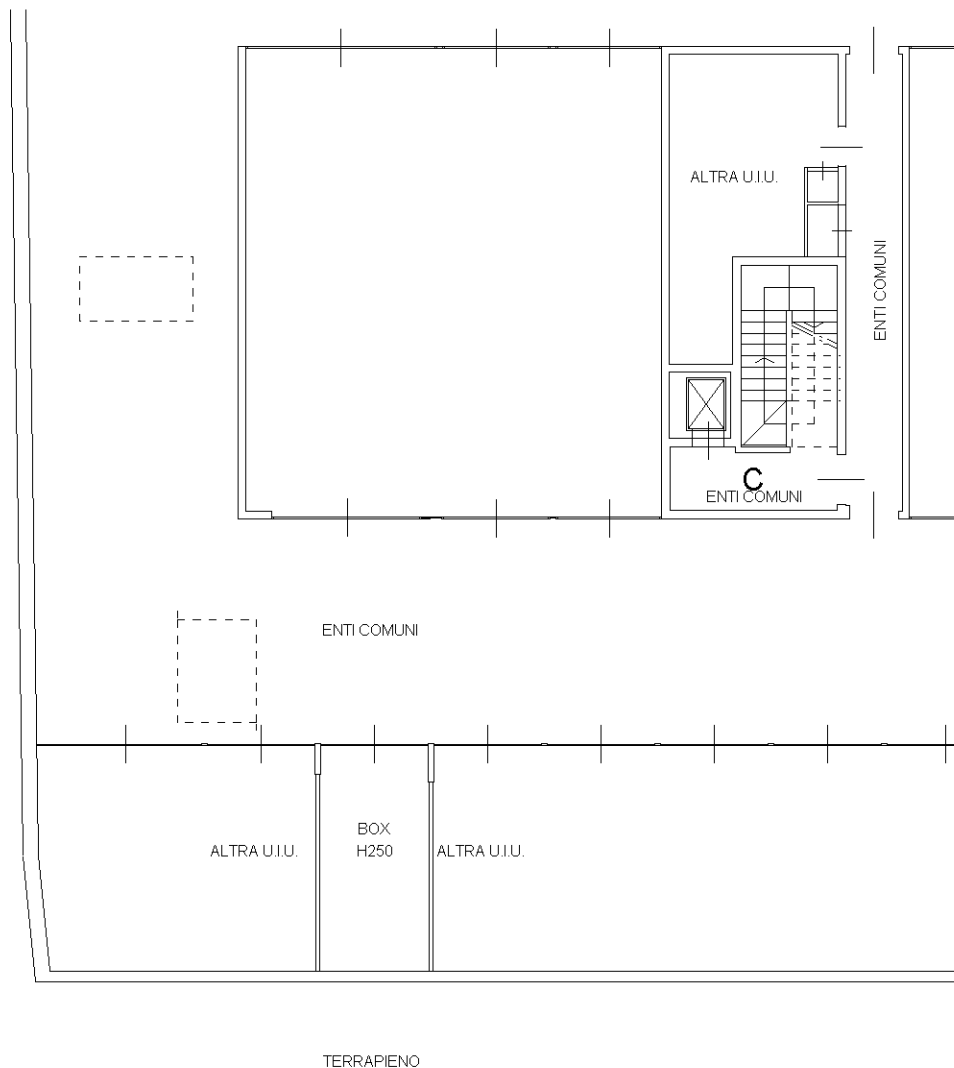 ALTRA U.I.U.
ENTI COMUNI
C
ENTI COMUNI
ENTI COMUNI
BOX
H250
ALTRA U.I.U.
ALTRA U.I.U.
TERRAPIENO